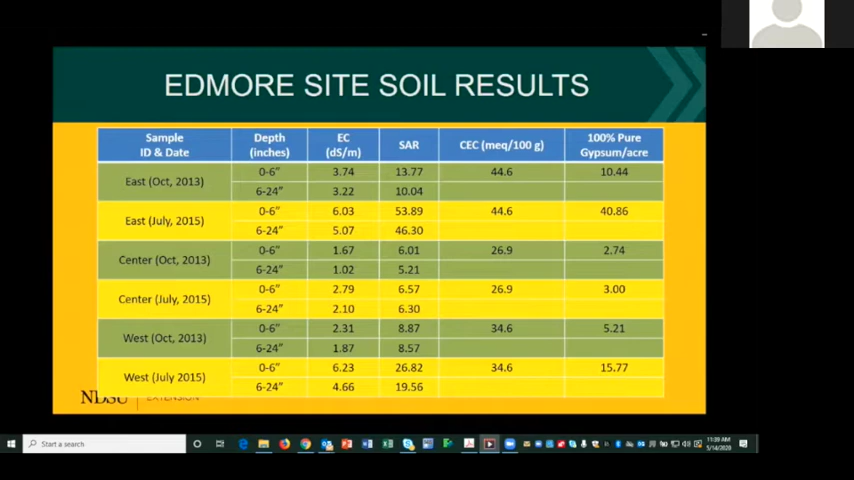 EDMORE SITE SOIL RESULTS
Sample ID & Date Depth (inches) EC (dS/m) SAR CEC (meq/100 g) 100% Pure Gypsum/acre
East (Oct, 2013) 0-6" 3.74 13.77 44.6 10.44
6-24" 3.22 10.04
East (July, 2015) 0-6" 6.03 53.89 44.6 40.86
6-24" 5.07 46.30
Center (Oct, 2013) 0-6" 1.67 6.01 26.9 2.74
6-24" 1.02 5.21
Center (July, 2015) 0-6" 2.79 6.57 26.9 3.00
6-24" 2.10 6.30
West (Oct, 2013) 0-6" 2.31 8.87 34.6 5.21
6-24" 1.87 8.57
West (July 2015) 0-6" 6.23 26.82 34.6 15.77
6-24" 4.66 19.56
NDSU EXTENSION
Start a search
11:39 AM
5/14/2020